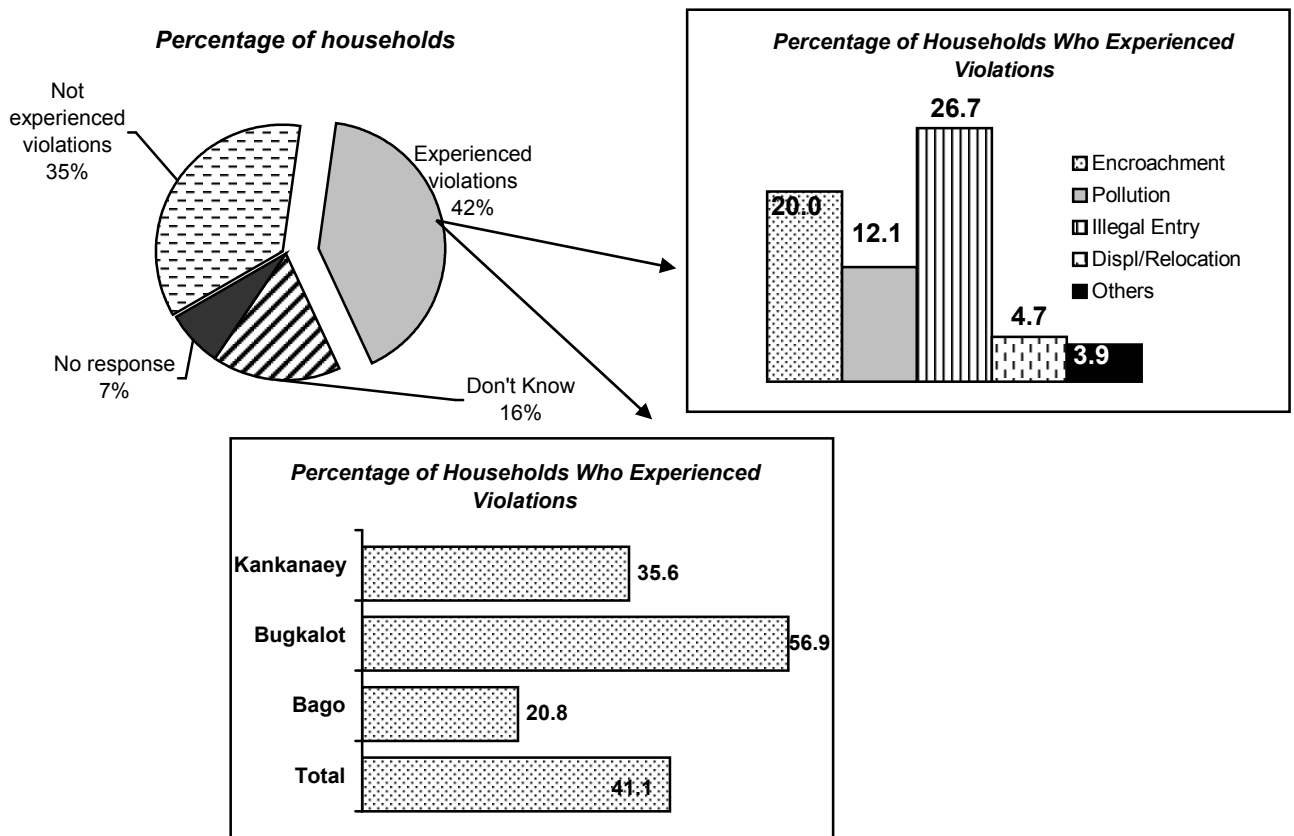 Percentage of households
Not
experienced
violations
35%
Experienced
violations
42%
No response
7%
Don't Know
16%
Percentage of Households Who Experienced
Violations
20.0
12.1
26.7
4.7
3.9
Encroachment
Pollution
Illegal Entry
Displ/Relocation
Others
Percentage of Households Who Experienced
Violations
Kankanaey
35.6
Bugkalot
56.9
Bago
20.8
Total
41.1